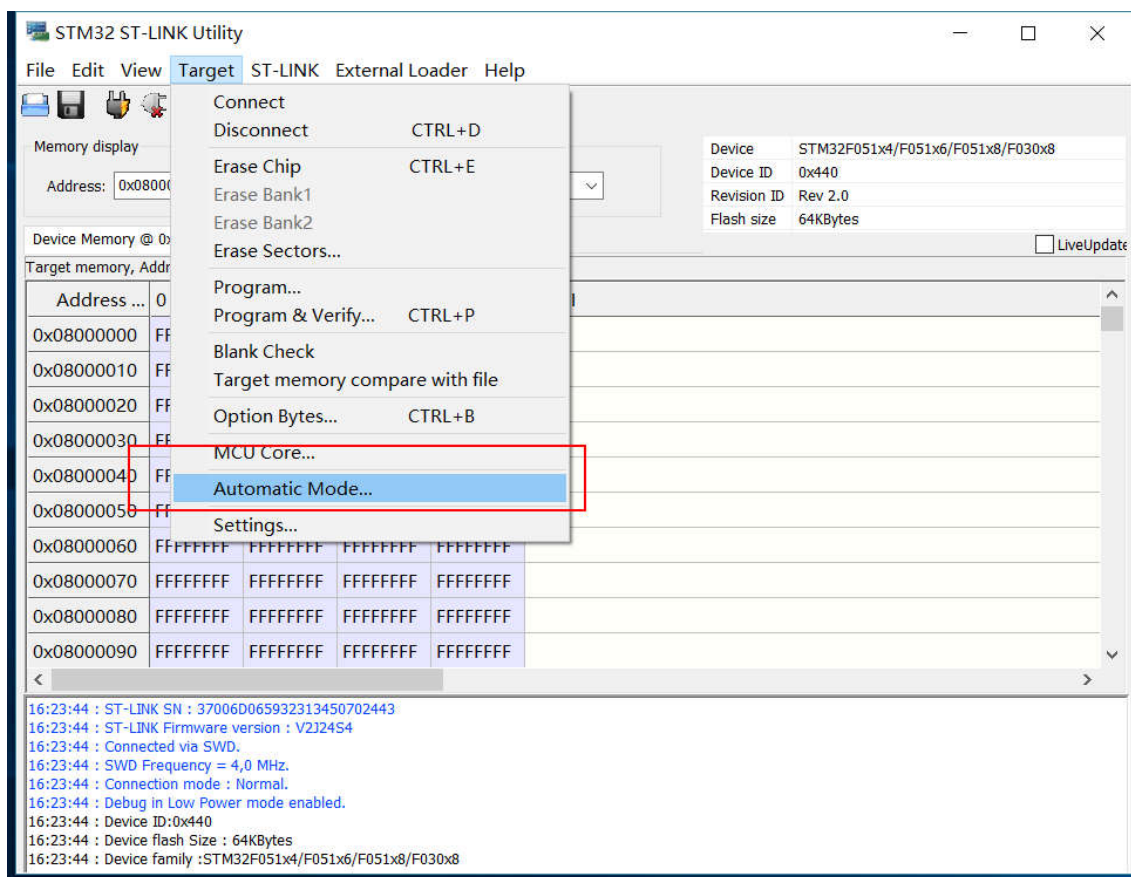 STM32 ST-LINK Utility
File Edit View Target ST-LINK External Loader Help
Connect
Disconnect CTRL+D
Erase Chip CTRL+E
Erase Bank1
Erase Bank2
Erase Sectors...
Program...
Program & Verify... CTRL+P
Blank Check
Target memory compare with file
Option Bytes... CTRL+B
MCU Core...
Automatic Mode...
Settings...
Memory display
Address:
Device STM32F051x4/F051x6/F051x8/F030x8
Device ID 0x440
Revision ID Rev 2.0
Flash size 64KBytes
LiveUpdate
Device Memory @
Target memory,
Address ... 0
0x08000000
0x08000010
0x08000020
0x08000030
0x08000040
0x08000050
0x08000060 FFFFFFFF FFFFFFFF FFFFFFFF FFFFFFFF
0x08000070 FFFFFFFF FFFFFFFF FFFFFFFF FFFFFFFF
0x08000080 FFFFFFFF FFFFFFFF FFFFFFFF FFFFFFFF
0x08000090 FFFFFFFF FFFFFFFF FFFFFFFF FFFFFFFF
16:23:44 : ST-LINK SN : 37006D065932313450702443
16:23:44 : ST-LINK Firmware version : V2J24S4
16:23:44 : Connected via SWD.
16:23:44 : SWD Frequency = 4,0 MHz.
16:23:44 : Connection mode : Normal.
16:23:44 : Debug in Low Power mode enabled.
16:23:44 : Device ID:0x440
16:23:44 : Device flash Size : 64KBytes
16:23:44 : Device family :STM32F051x4/F051x6/F051x8/F030x8